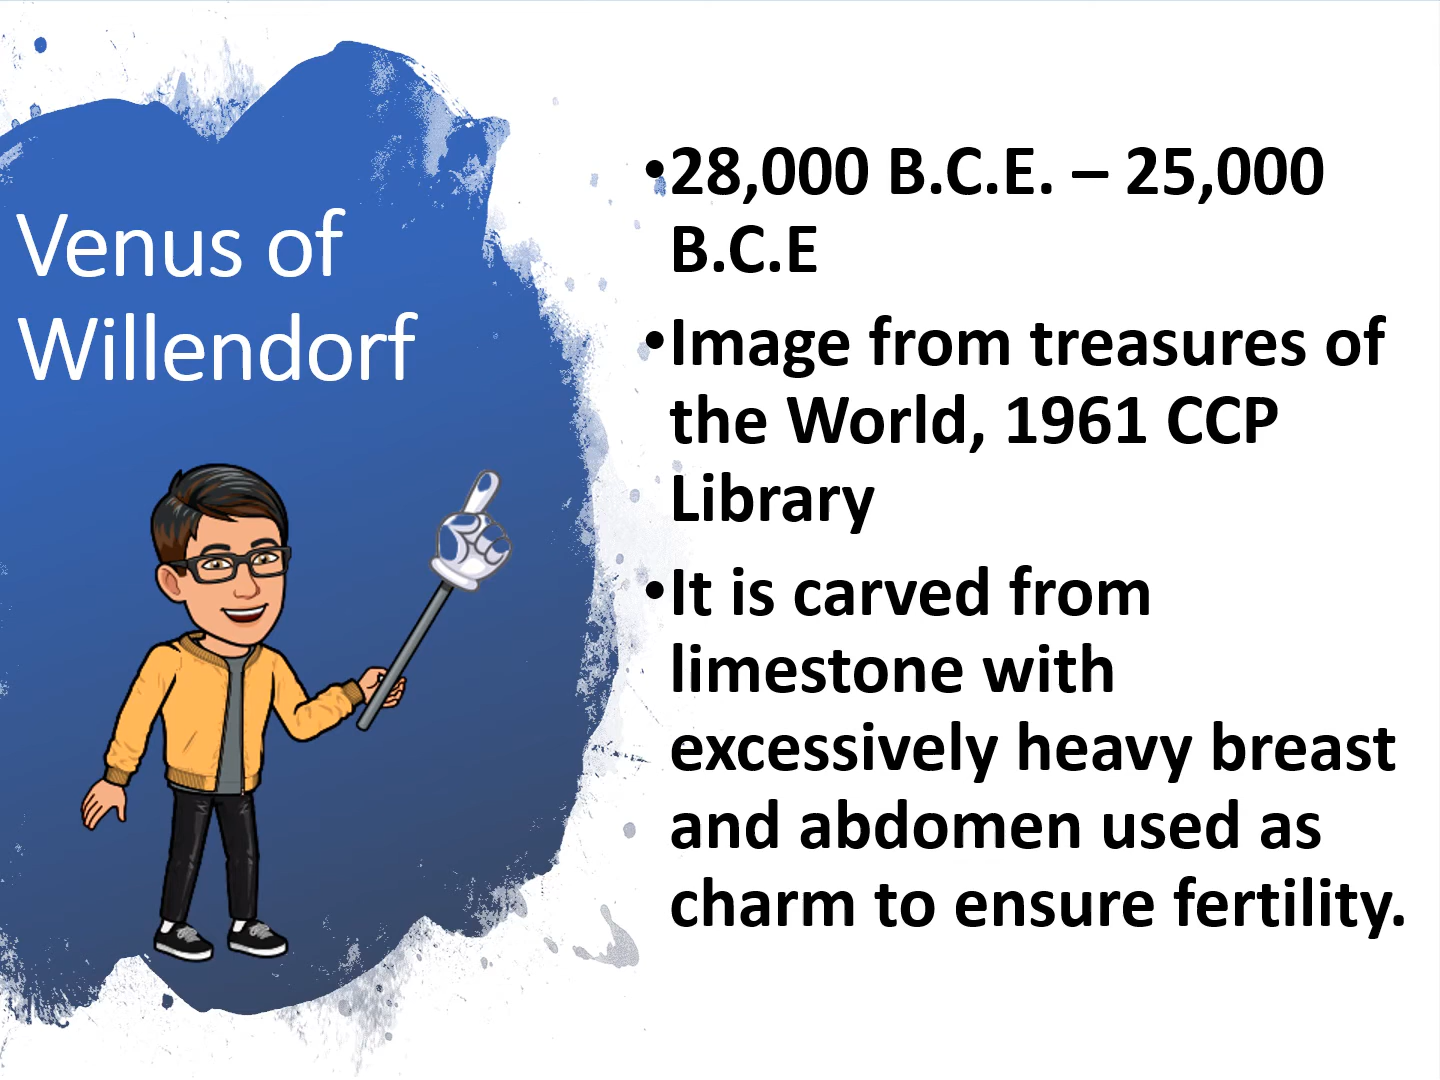 Venus of
Willendorf
•28,000 B.C.E. – 25,000
B.C.E
•Image from treasures of
the World, 1961 CCP
Library
•It is carved from
limestone with
excessively heavy breast
and abdomen used as
charm to ensure fertility.